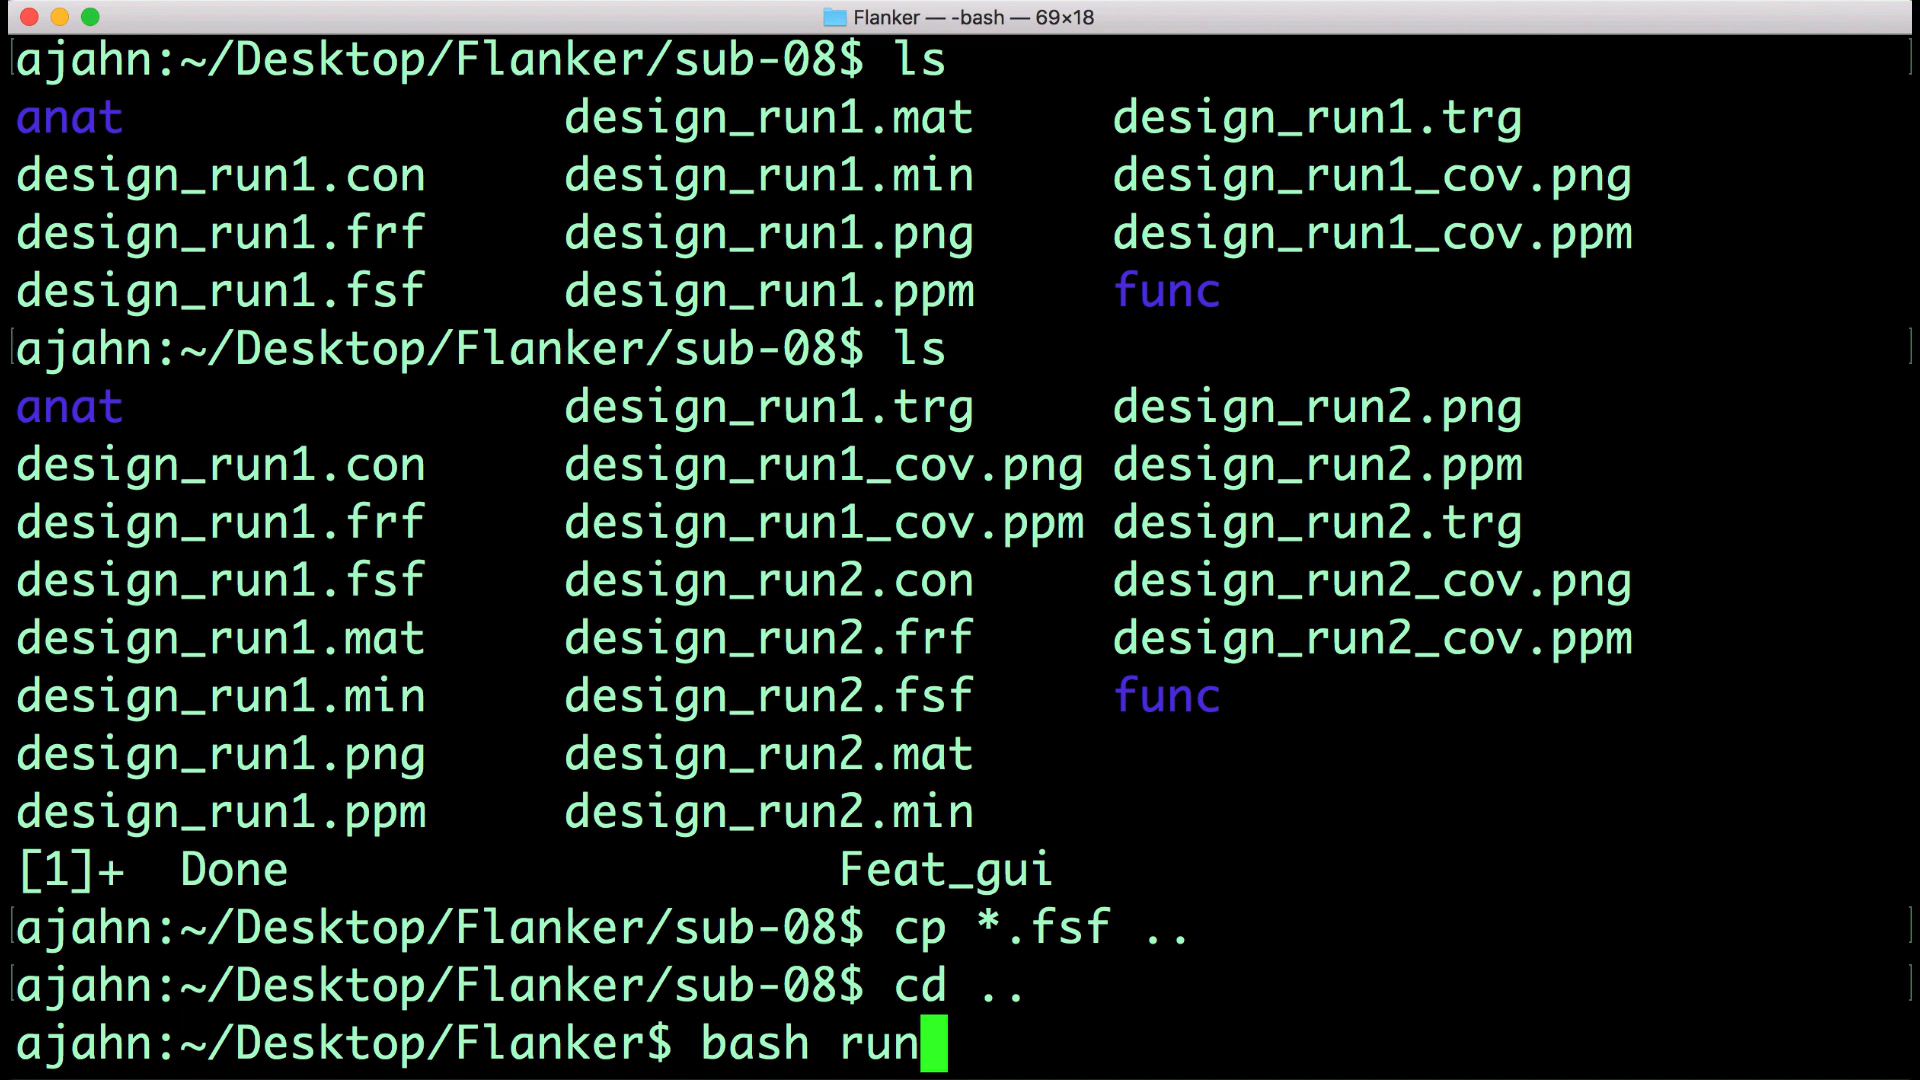 Flanker — -bash — 69×18
ajahn:~/Desktop/Flanker/sub-08$ ls
anat design_run1.mat design_run1.trg
design_run1.con design_run1.min design_run1_cov.png
design_run1.frf design_run1.png design_run1_cov.ppm
design_run1.fsf design_run1.ppm func
ajahn:~/Desktop/Flanker/sub-08$ ls
anat design_run1.trg design_run2.png
design_run1.con design_run1_cov.png design_run2.ppm
design_run1.frf design_run1_cov.ppm design_run2.trg
design_run1.fsf design_run2.con design_run2_cov.png
design_run1.mat design_run2.frf design_run2_cov.ppm
design_run1.min design_run2.fsf func
design_run1.png design_run2.mat
design_run1.ppm design_run2.min
[1]+ Done Feat_gui
ajahn:~/Desktop/Flanker/sub-08$ cp *.fsf ..
ajahn:~/Desktop/Flanker/sub-08$ cd ..
ajahn:~/Desktop/Flanker$ bash run